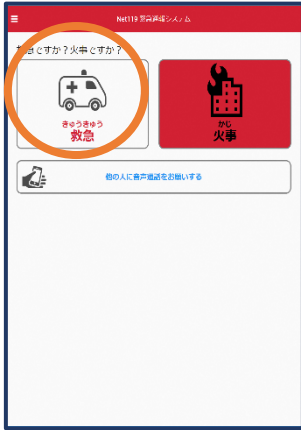 Net119 緊急通報システム
救急ですか？火事ですか？
きゅうきゅう
救急
かじ
火事
他の人に音声通話をお願いする